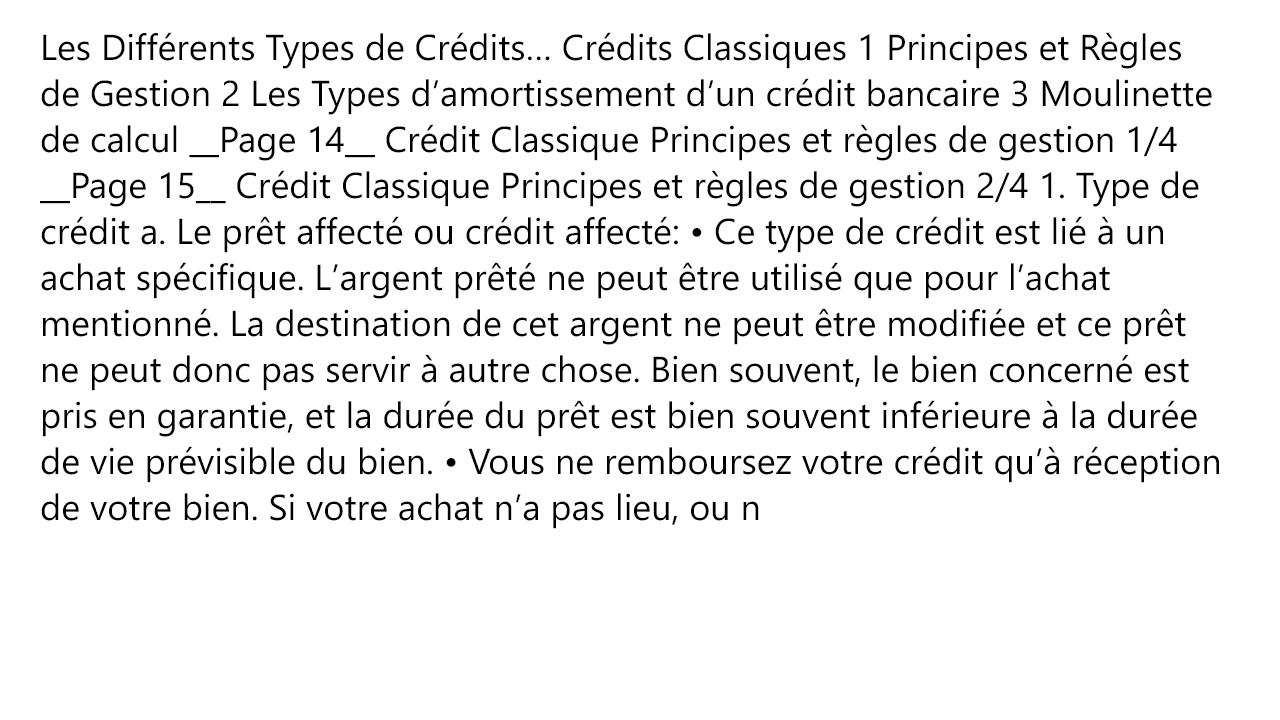 Les Différents Types de Crédits… Crédits Classiques 1 Principes et Règles
de Gestion 2 Les Types d’amortissement d’un crédit bancaire 3 Moulinette
de calcul __Page 14__ Crédit Classique Principes et règles de gestion 1/4
__Page 15__ Crédit Classique Principes et règles de gestion 2/4 1. Type de
crédit a. Le prêt affecté ou crédit affecté: • Ce type de crédit est lié à un
achat spécifique. L’argent prêté ne peut être utilisé que pour l’achat
mentionné. La destination de cet argent ne peut être modifiée et ce prêt
ne peut donc pas servir à autre chose. Bien souvent, le bien concerné est
pris en garantie, et la durée du prêt est bien souvent inférieure à la durée
de vie prévisible du bien. • Vous ne remboursez votre crédit qu’à réception
de votre bien. Si votre achat n’a pas lieu, ou n